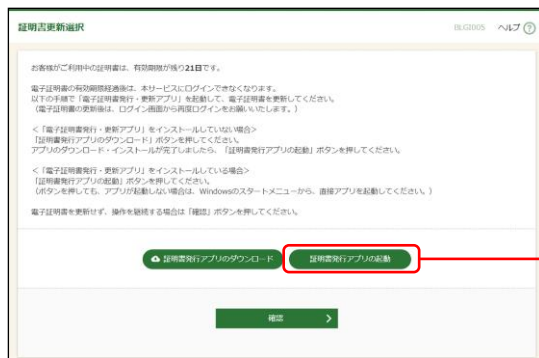 証明書更新選択
BLGI005 ヘルプ ?
お客様がご利用中の証明書は、有効期限が残り21日です。
電子証明書の有効期限経過後は、本サービスにログインできなくなります。
以下の手順で「電子証明書発行・更新アプリ」を起動して、電子証明書を更新してください。
（電子証明書の更新後は、ログイン画面から再度ログインをお願いいたします。）
＜「電子証明書発行・更新アプリ」をインストールしていない場合＞
「証明書発行アプリのダウンロード」ボタンを押してください。
アプリのダウンロード・インストールが完了しましたら、「証明書発行アプリの起動」ボタンを押してください。
＜「電子証明書発行・更新アプリ」をインストールしている場合＞
「証明書発行アプリの起動」ボタンを押してください。
（ボタンを押しても、アプリが起動しない場合は、Windowsのスタートメニューから、直接アプリを起動してください。）
電子証明書を更新せず、操作を継続する場合は「確認」ボタンを押してください。
証明書発行アプリのダウンロード
証明書発行アプリの起動
確認